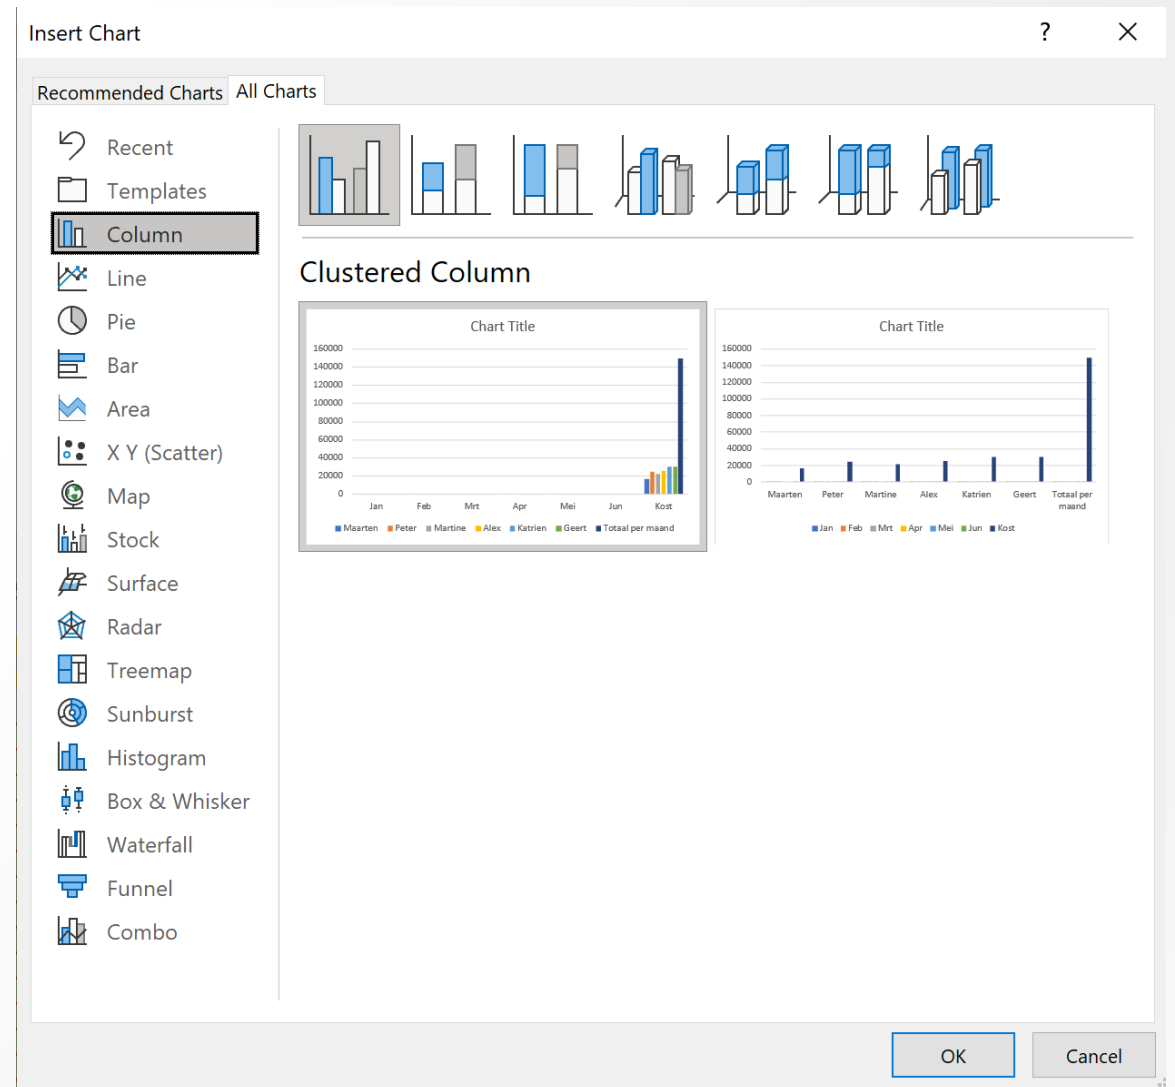 Insert Chart
?
Recommended Charts All Charts
Recent
Templates
Column
Line
Pie
Bar
Area
X Y (Scatter)
Map
Stock
Surface
Radar
Treemap
Sunburst
Histogram
Box & Whisker
Waterfall
Funnel
Combo
Clustered Column
Chart Title
160000
140000
120000
100000
80000
60000
40000
20000
0
Jan Feb Mrt Apr Mei Jun Kost
Maarten Peter Martine Alex Katrien Geert Totaal per maand
Chart Title
160000
140000
120000
100000
80000
60000
40000
20000
0
Maarten Peter Martine Alex Katrien Geert Totaal per
maand
Jan Feb Mrt Apr Mei Jun Kost
OK Cancel